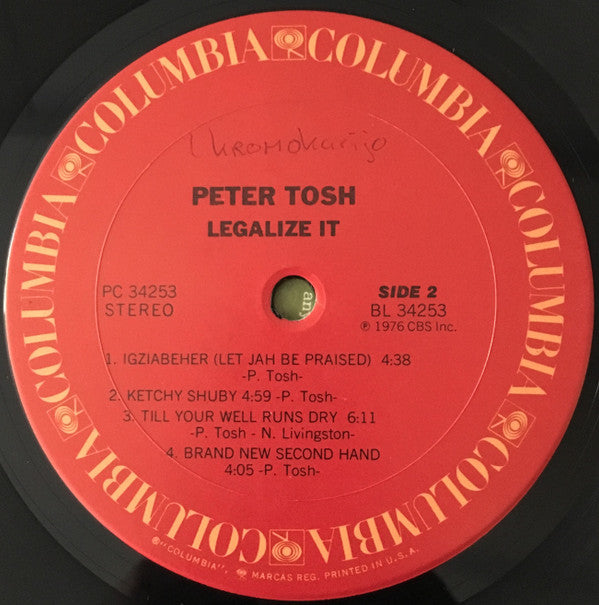 COLUMBIA COLUMBIA COLUMBIA COLUMBIA COLUMBIA COLUMBIA COLUMBIA
PETER TOSH
LEGALIZE IT
PC 34253
STEREO
SIDE 2
BL 34253
℗ 1976 CBS Inc.
any
1. IGZIABEHER (LET JAH BE PRAISED) 4:38
-P. Tosh-
2. KETCHY SHUBY 4:59 -P. Tosh-
3. TILL YOUR WELL RUNS DRY 6:11
-P. Tosh - N. Livingston-
4. BRAND NEW SECOND HAND
4:05 -P. Tosh-
®"COLUMBIA", MARCAS REG. PRINTED IN U.S.A.